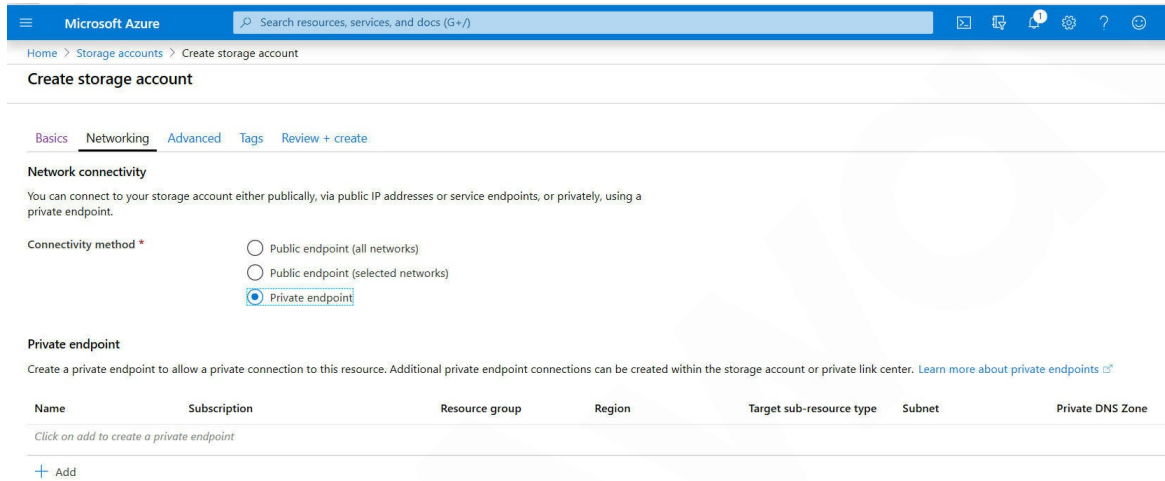 Microsoft Azure
Search resources, services, and docs (G+/)
1
Home > Storage accounts > Create storage account
Create storage account
Basics Networking Advanced Tags Review + create
Network connectivity
You can connect to your storage account either publically, via public IP addresses or service endpoints, or privately, using a
private endpoint.
Connectivity method *
Public endpoint (all networks)
Public endpoint (selected networks)
Private endpoint
Private endpoint
Create a private endpoint to allow a private connection to this resource. Additional private endpoint connections can be created within the storage account or private link center. Learn more about private endpoints
Name Subscription Resource group Region Target sub-resource type Subnet Private DNS Zone
Click on add to create a private endpoint
+ Add